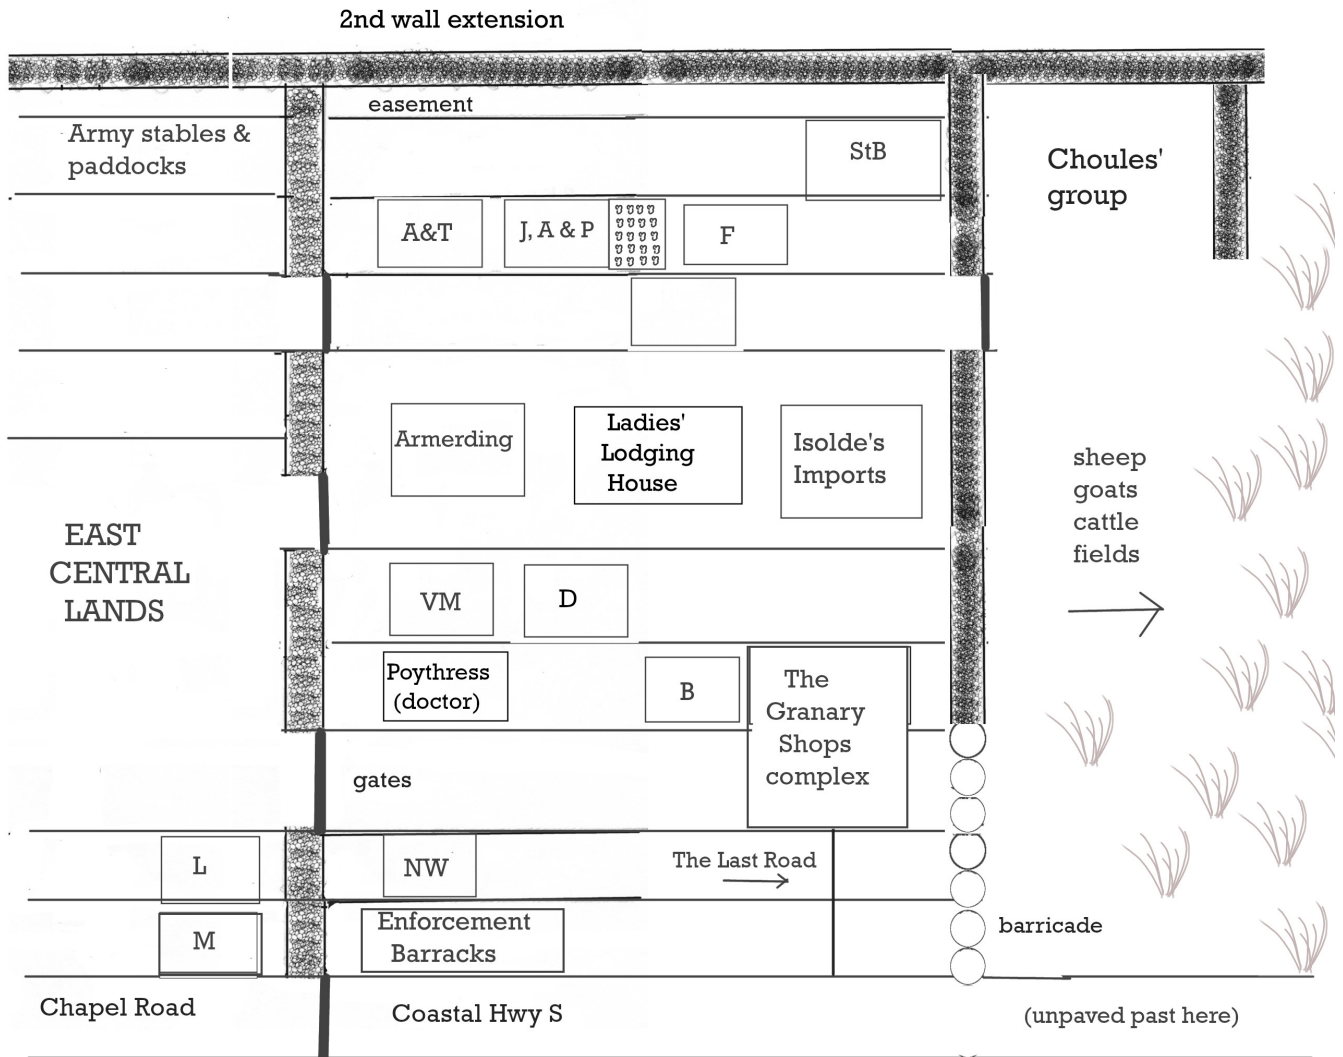 2nd wall extension
easement
Army stables &
paddocks
StB
Choules'
group
A&T
J, A & P
F
Armerding
Ladies'
Lodging
House
Isolde's
Imports
sheep
goats
cattle
fields
EAST
CENTRAL
LANDS
VM
D
Poythress
(doctor)
B
The
Granary
Shops
complex
gates
L
NW
The Last Road
M
Enforcement
Barracks
barricade
Chapel Road
Coastal Hwy S
(unpaved past here)